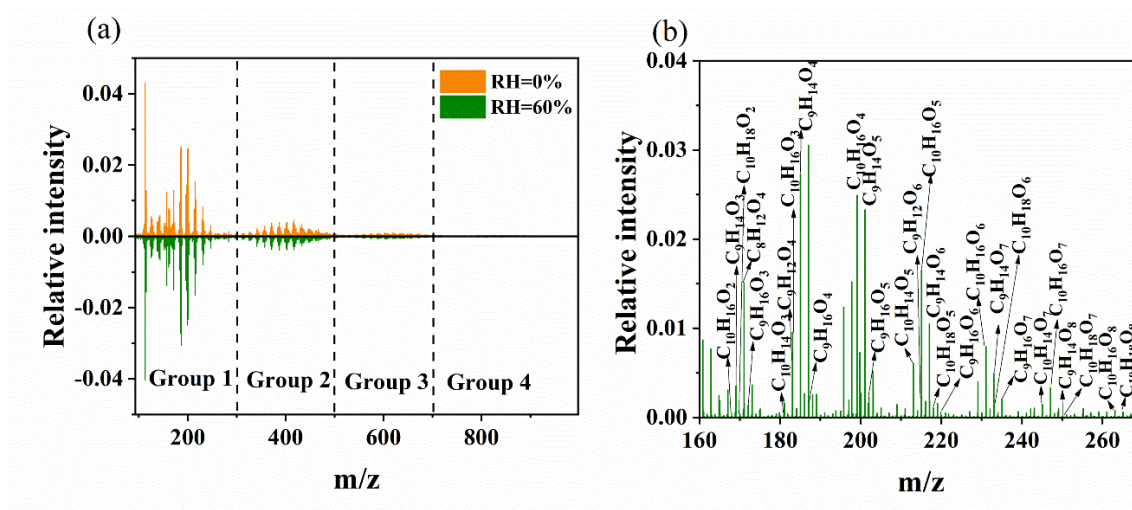 (a)
RH=0%
RH=60%
0.04
0.02
0.00
-0.02
-0.04
Relative intensity
Group 1
Group 2
Group 3
Group 4
200
400
600
800
m/z
(b)
0.04
0.03
0.02
0.01
0.00
Relative intensity
C₁₀H₁₆O₂
C₉H₁₄O₃
C₁₀H₁₈O₂
C₈H₁₂O₄
C₉H₁₆O₃
C₁₀H₁₄O₃
C₉H₁₂O₄
C₁₀H₁₆O₃
C₉H₁₄O₄
C₉H₁₆O₄
C₁₀H₁₆O₄
C₉H₁₄O₅
C₉H₁₆O₅
C₁₀H₁₄O₅
C₉H₁₂O₆
C₁₀H₁₆O₅
C₉H₁₄O₆
C₁₀H₁₈O₅
C₉H₁₆O₆
C₁₀H₁₆O₆
C₉H₁₄O₇
C₁₀H₁₈O₆
C₉H₁₆O₇
C₁₀H₁₄O₇
C₁₀H₁₆O₇
C₉H₁₄O₈
C₁₀H₁₈O₇
C₁₀H₁₆O₈
160
180
200
220
240
260
m/z